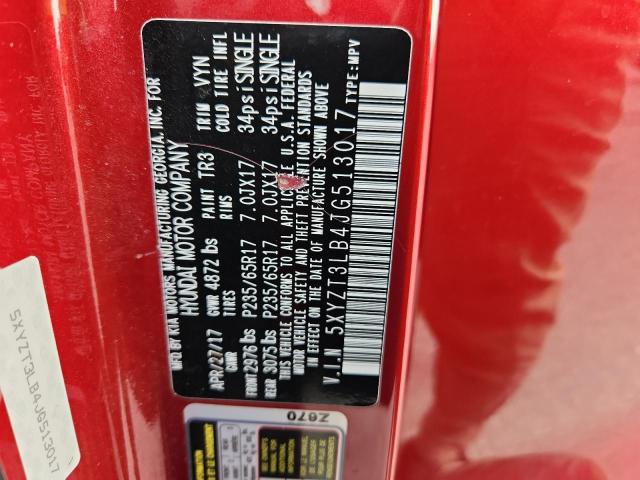 MFD BY KIA MOTORS MANUFACTURING GEORGIA, INC. FOR
HYUNDAI MOTOR COMPANY
APR/27/17 GVWR 4872 lbs PAINT TR3 TRIM VYN
GWR TIRES RIMS COLD TIRE INFL
FRONT 2976 lbs P235/65R17 7.0JX17 34psi SINGLE
REAR 3075 lbs P235/65R17 7.0JX17 34psi SINGLE
THIS VEHICLE CONFORMS TO ALL APPLICABLE U.S.A. FEDERAL
MOTOR VEHICLE SAFETY AND THEFT PREVENTION STANDARDS
IN EFFECT ON THE DATE OF MANUFACTURE SHOWN ABOVE
V.I.N 5XYZT3LB4JG513017
TYPE:MPV
Z670
5XYZT3LB4JG513017